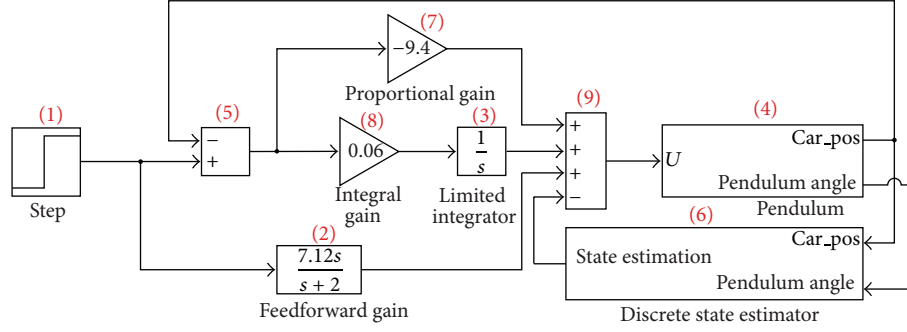 (7)
−9.4
Proportional gain
(1)
Step
(5)
−
+
(8)
0.06
Integral
gain
(3)
1
s
Limited
integrator
(9)
+
+
+
−
(4)
Car_pos
U
Pendulum angle
Pendulum
(2)
7.12s
s + 2
Feedforward gain
(6)
Car_pos
State estimation
Pendulum angle
Discrete state estimator